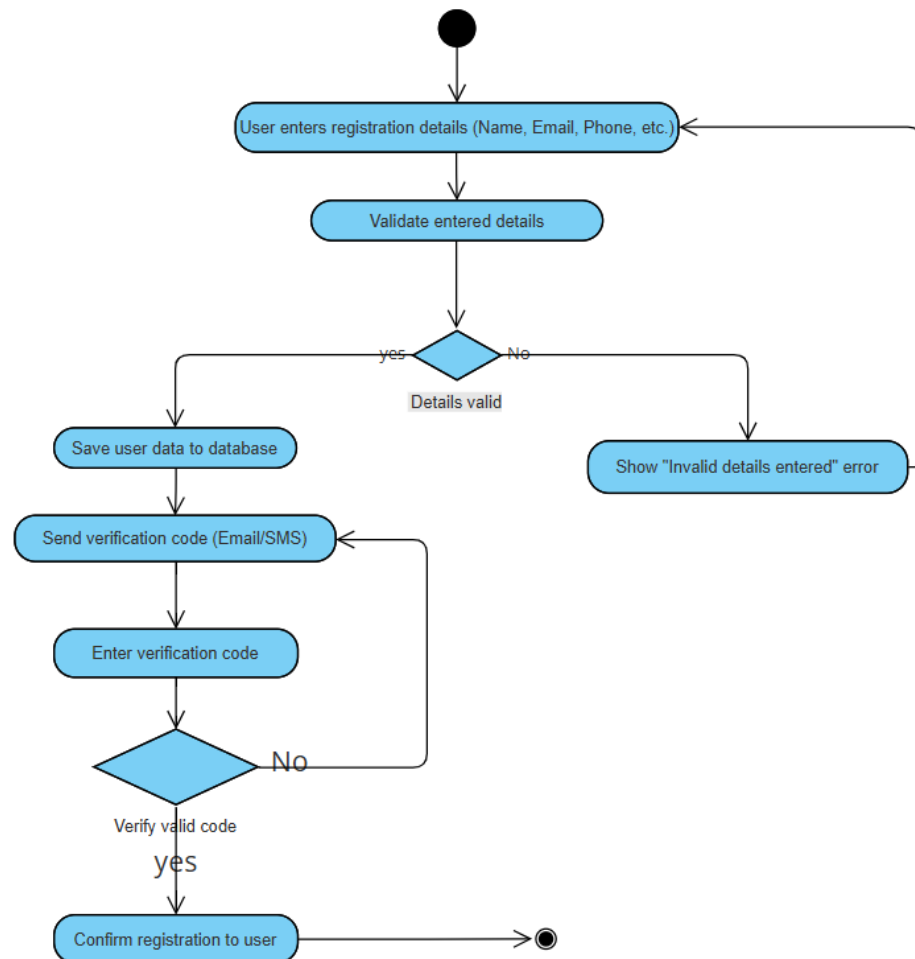 User enters registration details (Name, Email, Phone, etc.)
Validate entered details
yes
No
Details valid
Save user data to database
Show "Invalid details entered" error
Send verification code (Email/SMS)
Enter verification code
No
Verify valid code
yes
Confirm registration to user